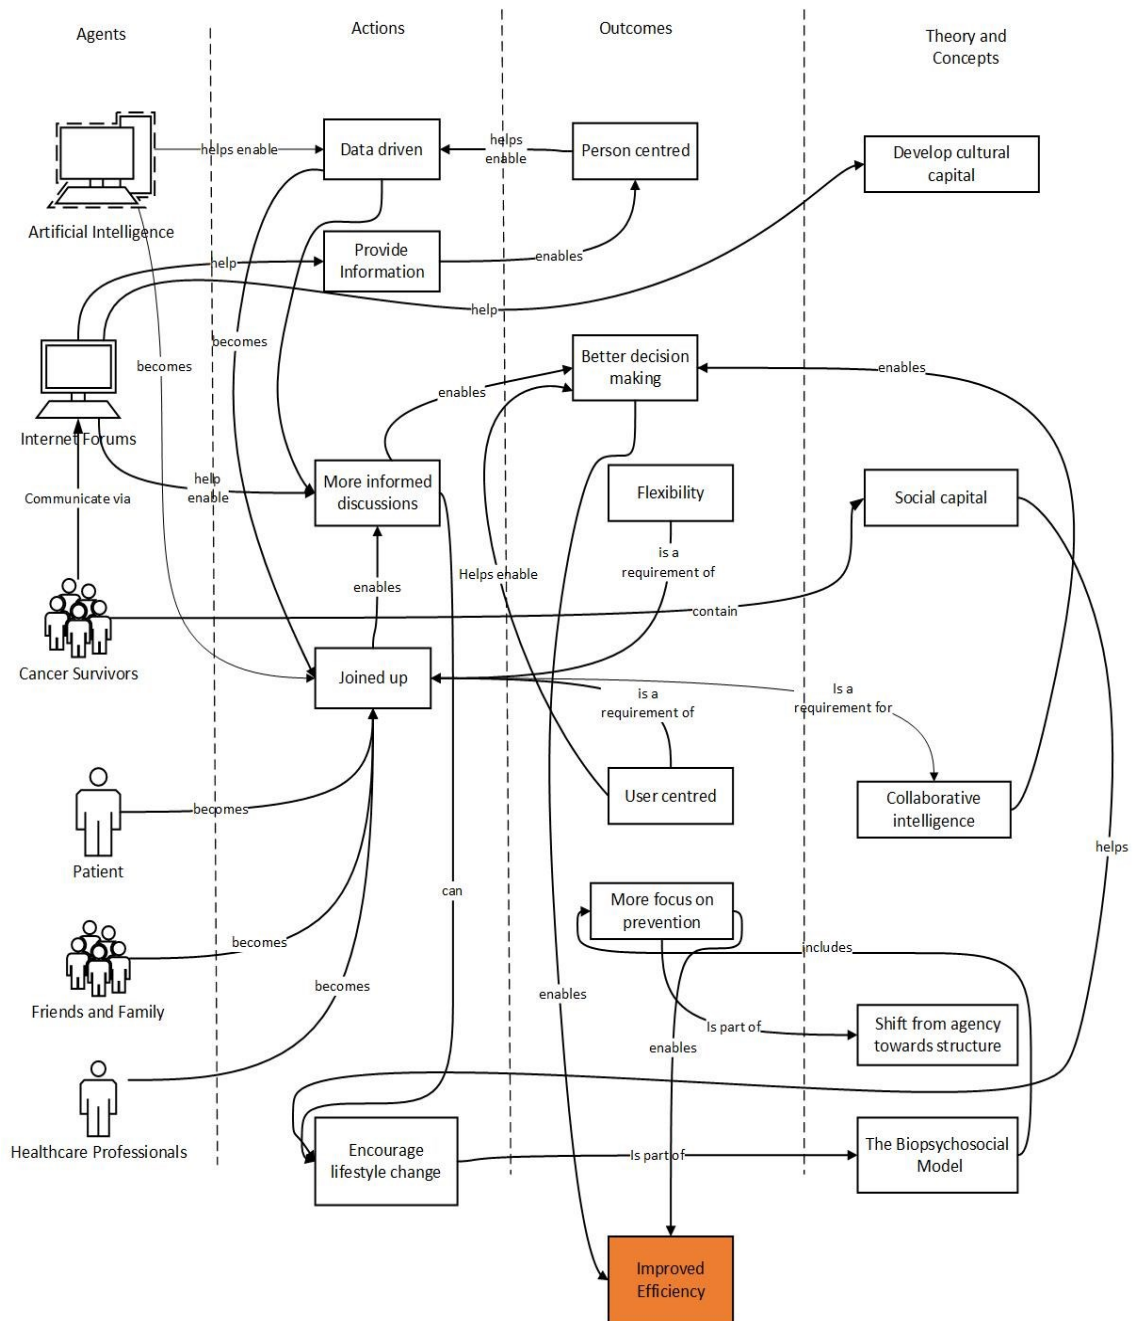 Agents
Actions
Outcomes
Theory and
Concepts
helps enable
Data driven
helps
enable
Person centred
Develop cultural
capital
Artificial Intelligence
help
Provide
Information
enables
help
becomes
becomes
Better decision
making
enables
enables
Internet Forums
Communicate via
help
enable
More informed
discussions
Flexibility
Social capital
is a
requirement of
enables
Helps enable
contain
Cancer Survivors
Joined up
is a
requirement of
Is a
requirement for
becomes
User centred
Collaborative
intelligence
Patient
helps
can
More focus on
prevention
becomes
includes
becomes
enables
Friends and Family
Is part of
Shift from agency
towards structure
enables
Healthcare Professionals
Encourage
lifestyle change
Is part of
The Biopsychosocial
Model
Improved
Efficiency